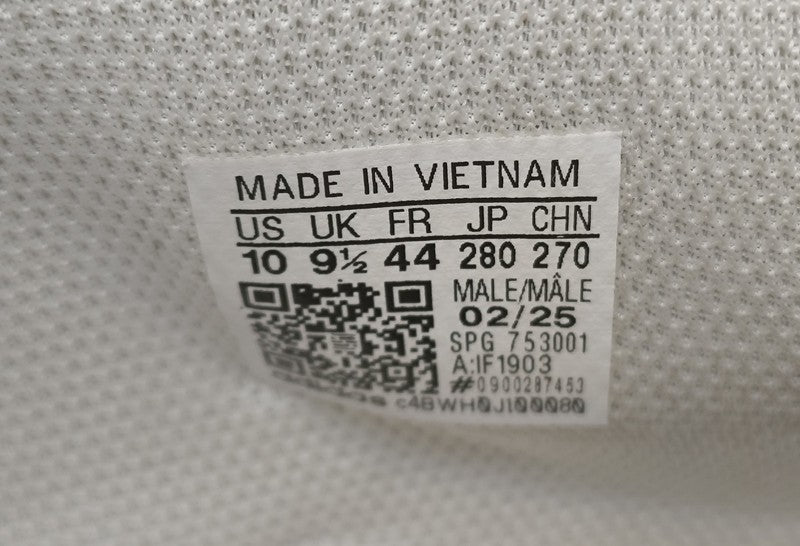 MADE IN VIETNAM
US UK FR JP CHN
10 9½ 44 280 270
MALE/MÂLE
02/25
SPG 753001
A:IF1903
#0900287453
c4BWH0J100080